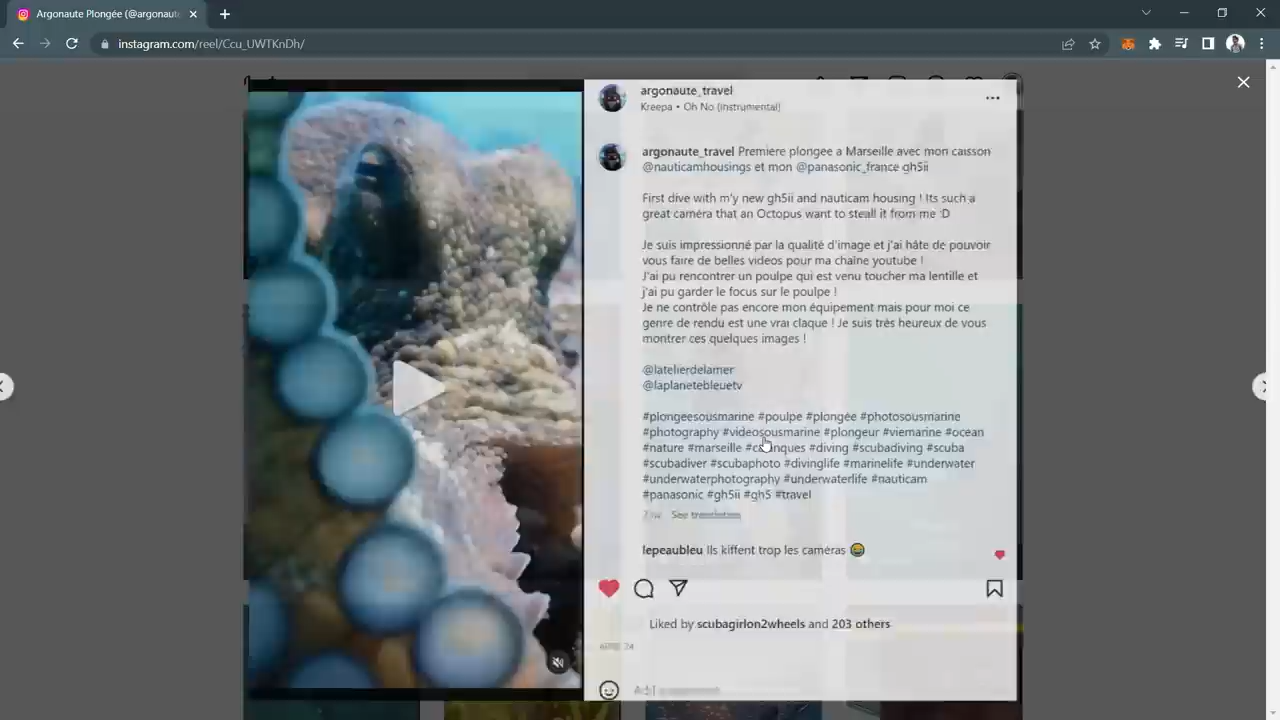 Argonaute Plongée (@argonaut
instagram.com/reel/Ccu_UWTKnDh/
argonaute_travel
Kreepa • Oh No (Instrumental)
argonaute_travel Premiere plongee a Marseille avec mon caisson
@nauticamhousings et mon @panasonic_france gh5ii
First dive with m'y new gh5ii and nauticam housing ! Its such a
great caméra that an Octopus want to steall it from me :D
Je suis impressionné par la qualité d'image et j'ai hâte de pouvoir
vous faire de belles videos pour ma chaîne youtube !
J'ai pu rencontrer un poulpe qui est venu toucher ma lentille et
j'ai pu garder le focus sur le poulpe !
Je ne contrôle pas encore mon équipement mais pour moi ce
genre de rendu est une vrai claque ! Je suis très heureux de vous
montrer ces quelques images !
@latelierdelamer
@laplanetebleuetv
#plongeesousmarine #poulpe #plongée #photosousmarine
#photography #videosousmarine #plongeur #viemarine #ocean
#nature #marseille #calanques #diving #scubadiving #scuba
#scubadiver #scubaphoto #divinglife #marinelife #underwater
#underwaterphotography #underwaterlife #nauticam
#panasonic #gh5ii #gh5 #travel
See translation
lepeaubleu Ils kiffent trop les caméras 😂
Liked by scubagirlon2wheels and 203 others